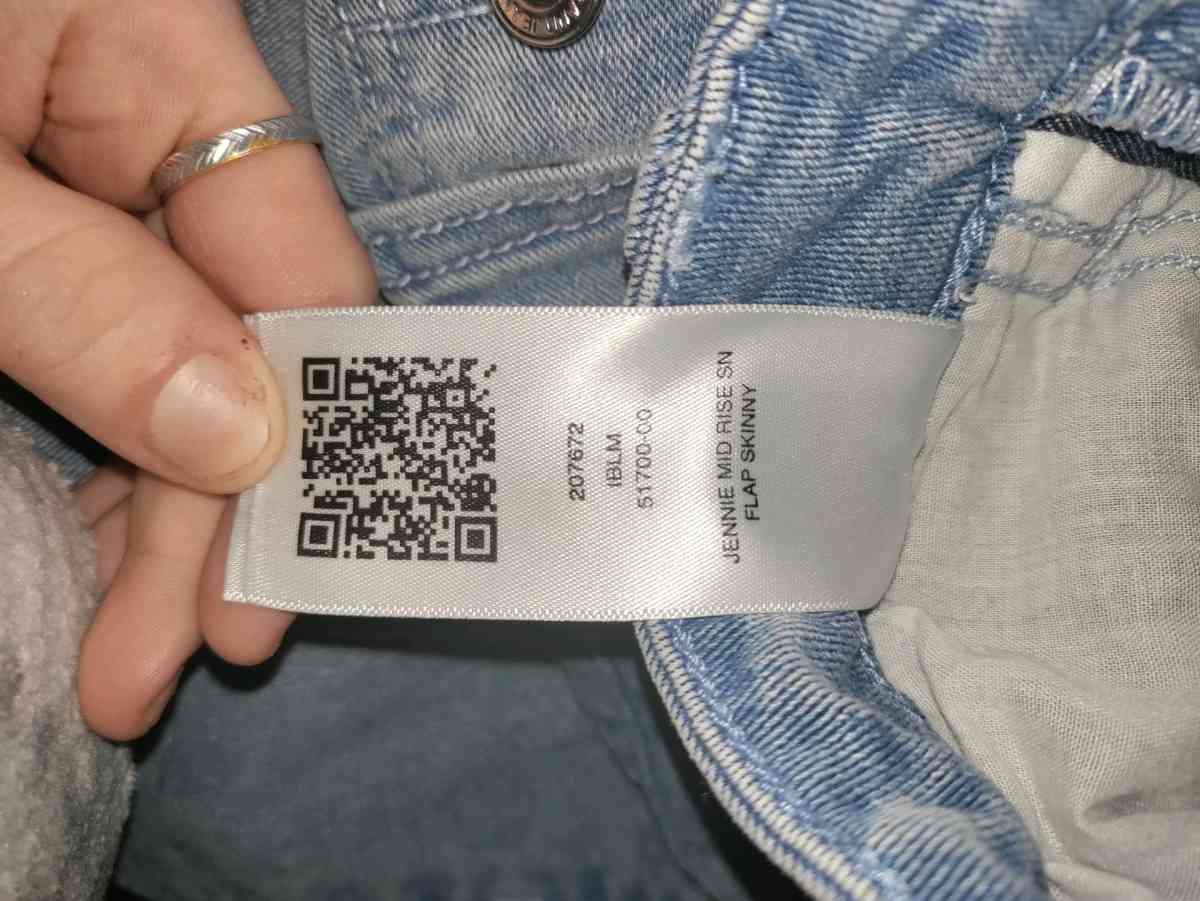 207672
IBLM
51700-00
JENNIE MID RISE SN
FLAP SKINNY